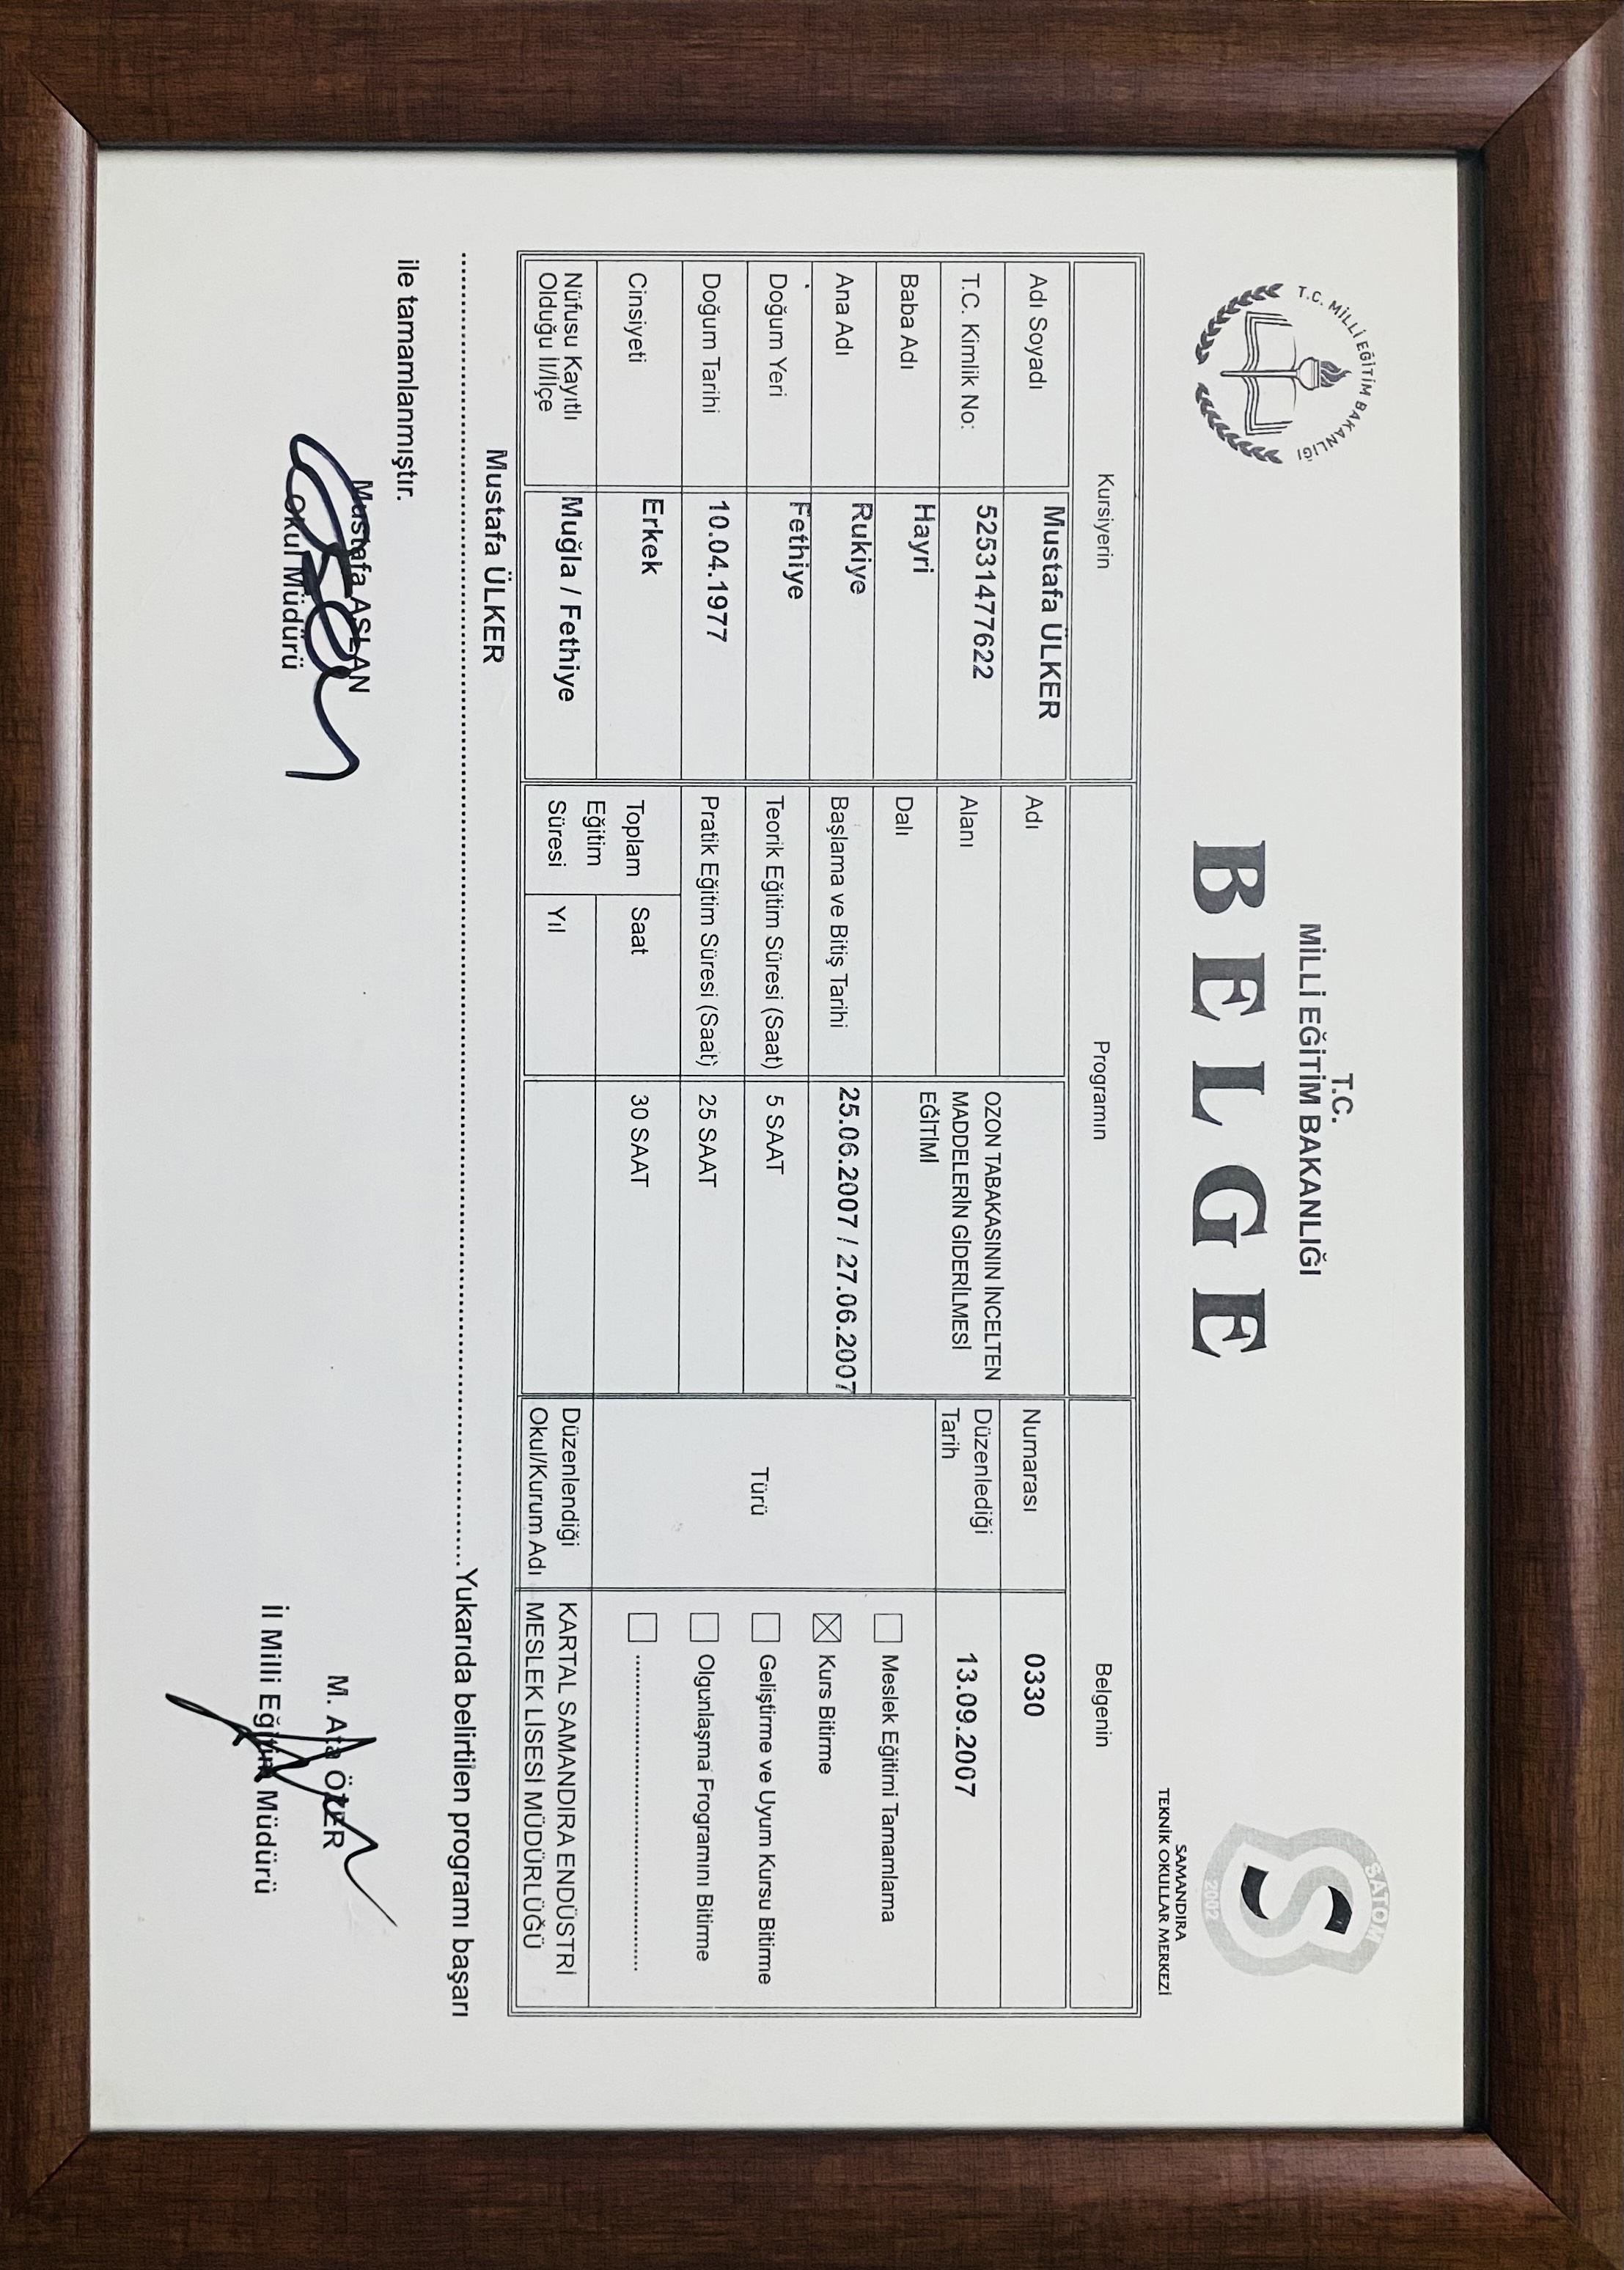 T.C. MİLLİ EĞİTİM BAKANLIĞI
T.C.
MİLLİ EĞİTİM BAKANLIĞI
BELGE
SATOM
2002
SAMANDIRA
TEKNİK OKULLAR MERKEZİ
Kursiyerin
Programın
Belgenin
Adı Soyadı
Mustafa ÜLKER
T.C. Kimlik No:
52531477622
Baba Adı
Hayri
Ana Adı
Rukiye
Doğum Yeri
Fethiye
Doğum Tarihi
10.04.1977
Cinsiyeti
Erkek
Nüfusu Kayıtlı
Olduğu İl/İlçe
Muğla / Fethiye
Adı
Alanı
Dalı
OZON TABAKASININ İNCELTEN
MADDELERİN GİDERİLMESİ
EĞİTİMİ
Başlama ve Bitiş Tarihi
25.06.2007 / 27.06.2007
Teorik Eğitim Süresi (Saat)
5 SAAT
Pratik Eğitim Süresi (Saat)
25 SAAT
Toplam
Eğitim
Süresi
Saat
30 SAAT
Yıl
Numarası
0330
Düzenlediği
Tarih
13.09.2007
Türü
Meslek Eğitimi Tamamlama
Kurs Bitirme
Geliştirme ve Uyum Kursu Bitirme
Olgunlaşma Programını Bitirme
Düzenlendiği
Okul/Kurum Adı
KARTAL SAMANDIRA ENDÜSTRİ
MESLEK LİSESİ MÜDÜRLÜĞÜ
Mustafa ÜLKER
Yukarıda belirtilen programı başarı
ile tamamlanmıştır.
Mustafa ASLAN
Okul Müdürü
M. Ata ÖZER
İl Milli Eğitim Müdürü